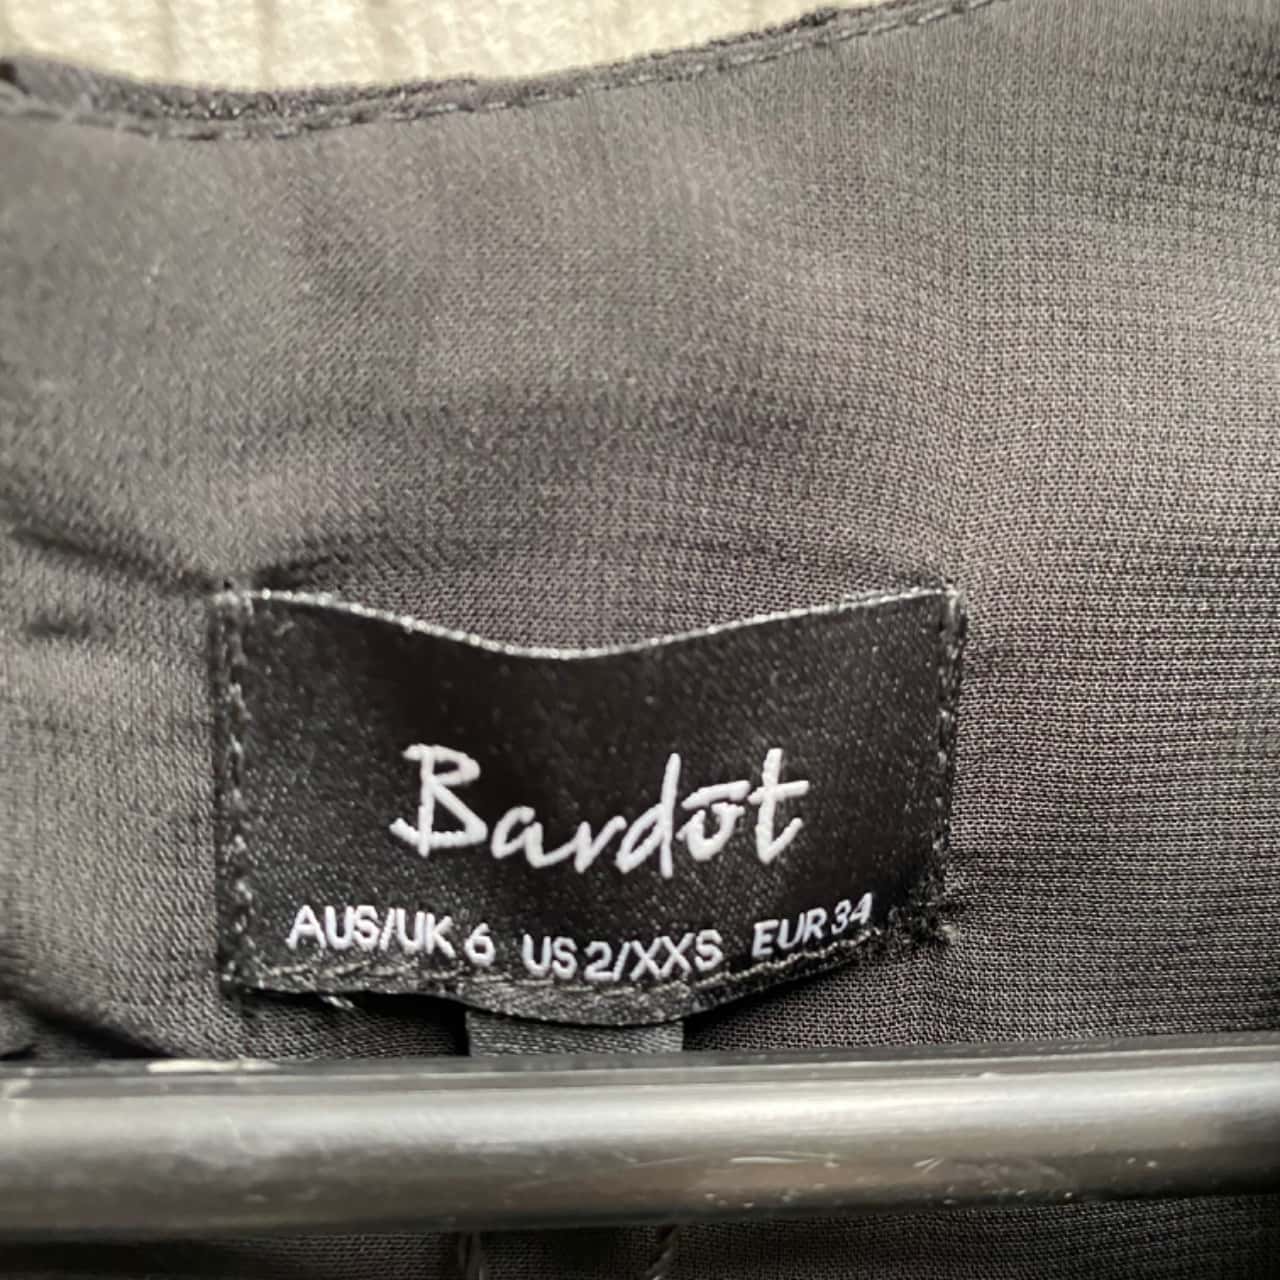 Bardōt
AUS/UK 6 US 2/XXS EUR 34